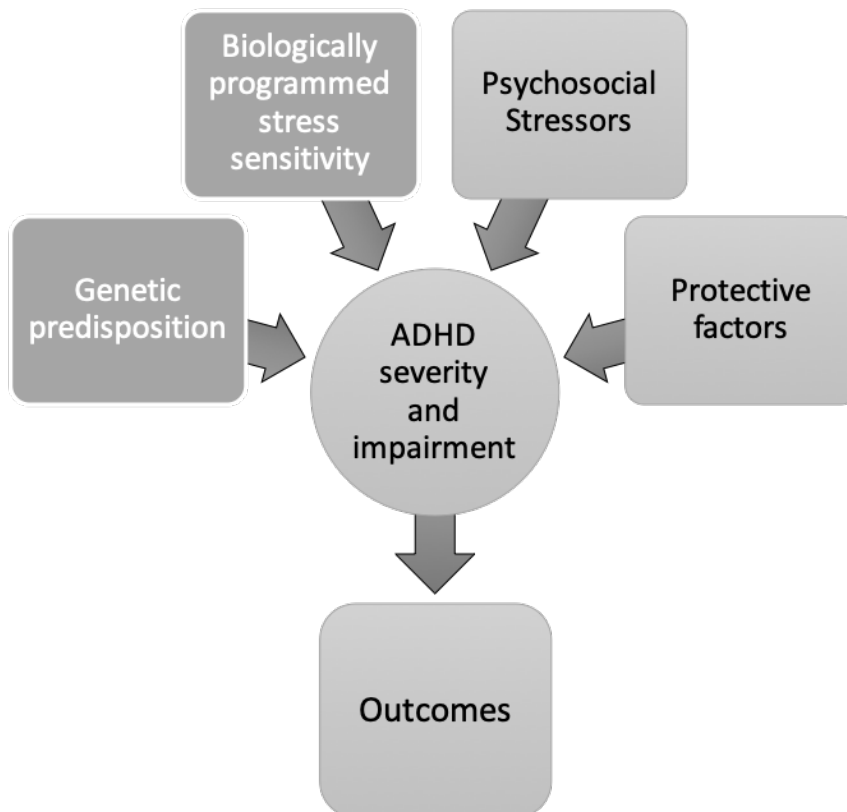 Biologically
programmed
stress
sensitivity
Psychosocial
Stressors
Genetic
predisposition
Protective
factors
ADHD
severity
and
impairment
Outcomes